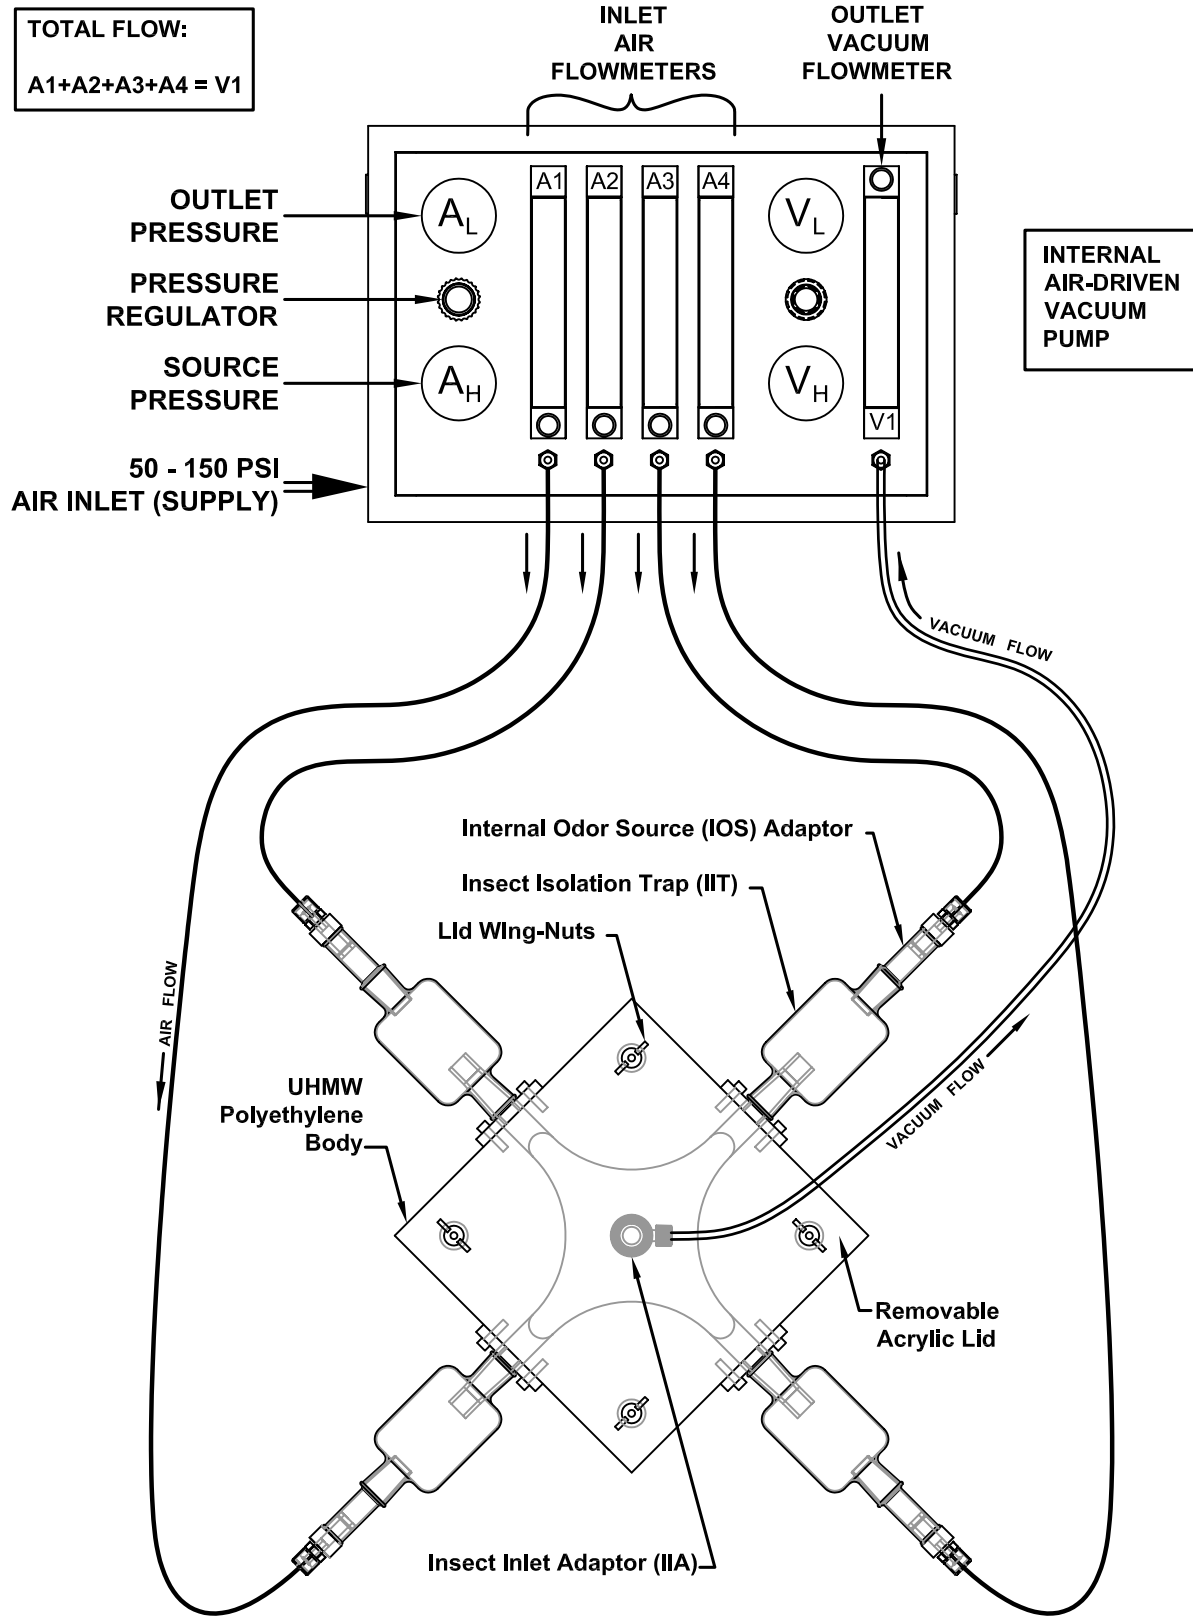 TOTAL FLOW:
A1+A2+A3+A4 = V1
INLET
AIR
FLOWMETERS
OUTLET
VACUUM
FLOWMETER
A1
A2
A3
A4
V1
AL
AH
VL
VH
OUTLET
PRESSURE
PRESSURE
REGULATOR
SOURCE
PRESSURE
50 - 150 PSI
AIR INLET (SUPPLY)
INTERNAL
AIR-DRIVEN
VACUUM
PUMP
VACUUM FLOW
Internal Odor Source (IOS) Adaptor
Insect Isolation Trap (IIT)
Lid Wing-Nuts
AIR FLOW
UHMW
Polyethylene
Body
VACUUM FLOW
Removable
Acrylic Lid
Insect Inlet Adaptor (IIA)